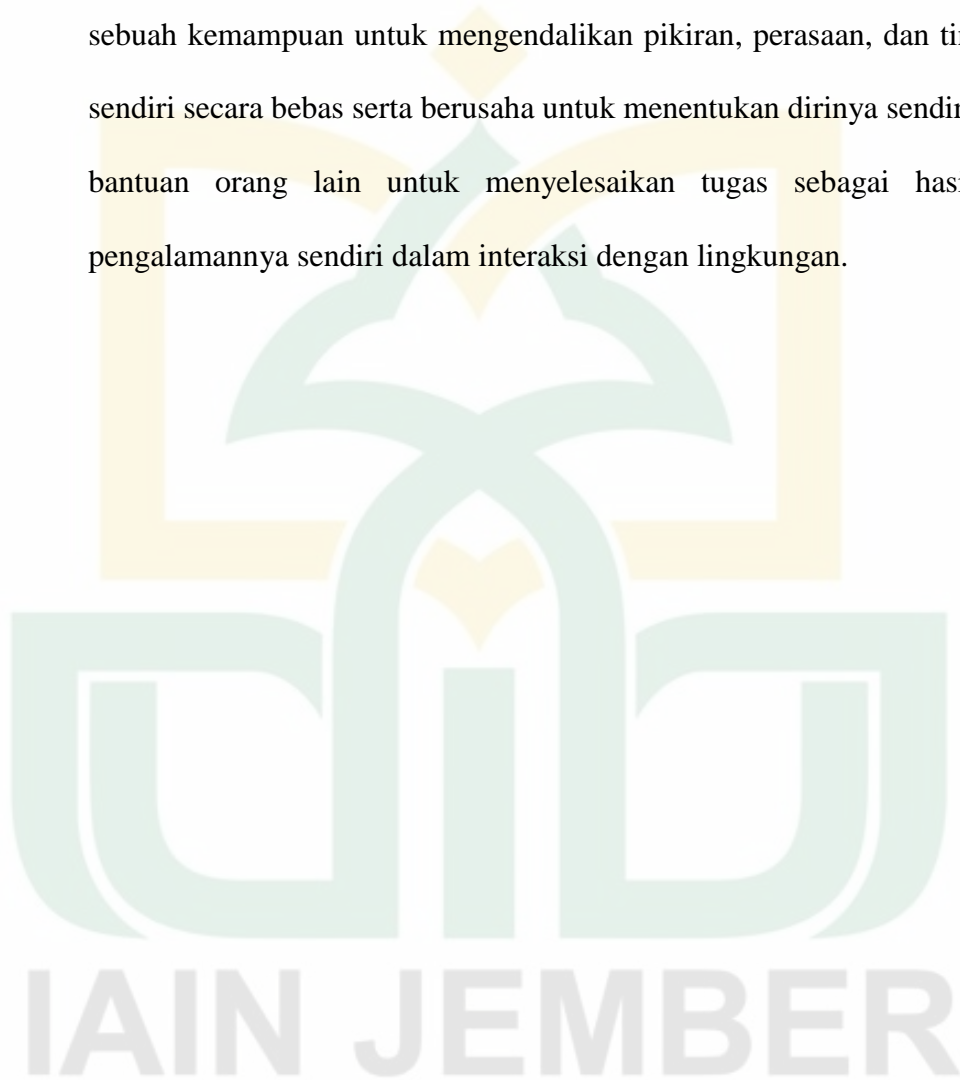 sebuah kemampuan untuk mengendalikan pikiran, perasaan, dan
sendiri secara bebas serta berusaha untuk menentukan dirinya
bantuan orang lain untuk menyelesaikan tugas sebagai
pengalamannya sendiri dalam interaksi dengan lingkungan.
IAIN JEMBER